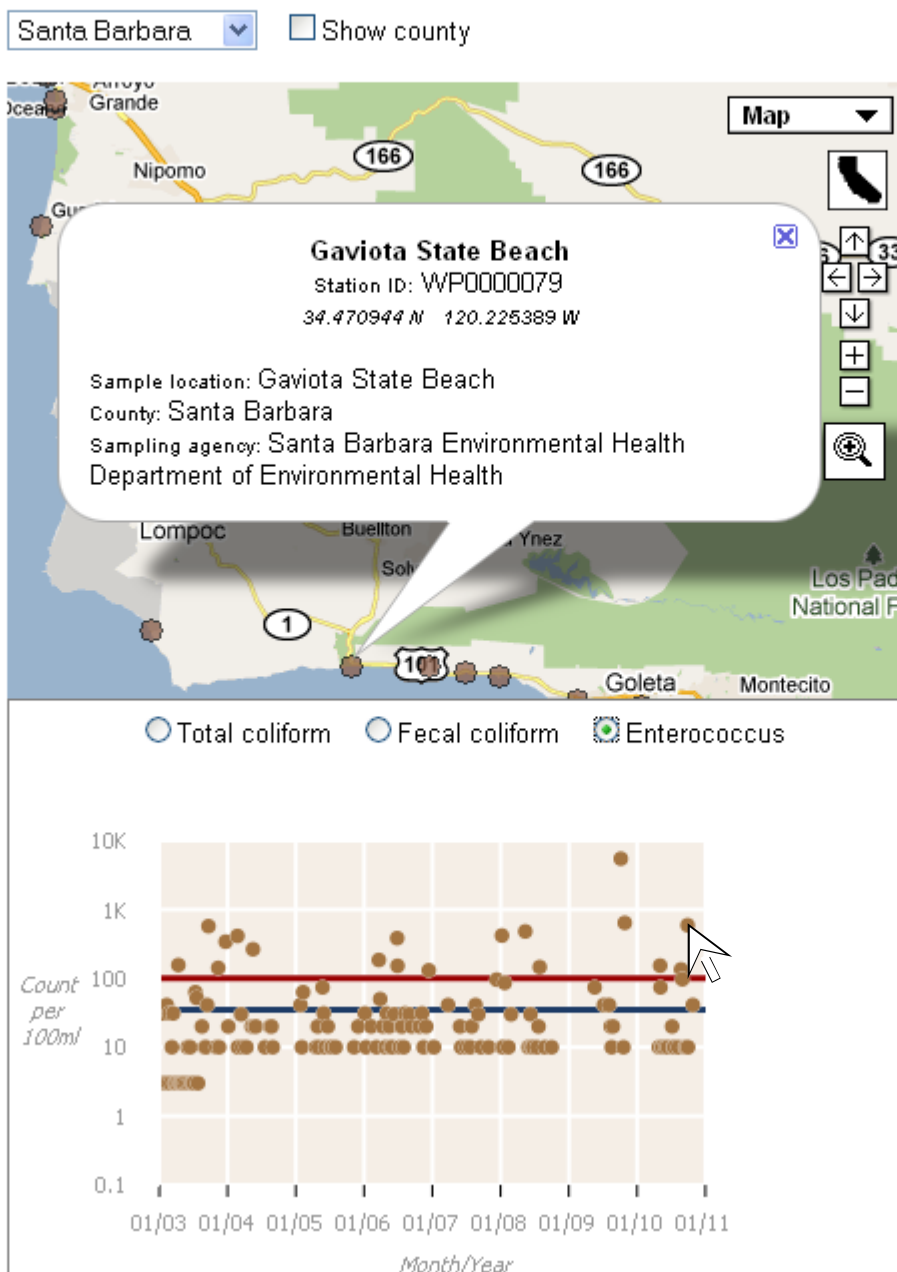 Santa Barbara
Show county
Arroyo
Grande
Map
166
166
Nipomo
Gaviota State Beach
Station ID: WP0000079
34.470944 N 120.225389 W
33
Sample location: Gaviota State Beach
County: Santa Barbara
Sampling agency: Santa Barbara Environmental Health
Department of Environmental Health
Lompoc
Buellton
Ynez
Los Pad
National F
1
101
Goleta
Montecito
Total coliform
Fecal coliform
Enterococcus
10K
1K
100
10
1
0.1
Count
per
100ml
01/03 01/04 01/05 01/06 01/07 01/08 01/09 01/10 01/11
Month/Year